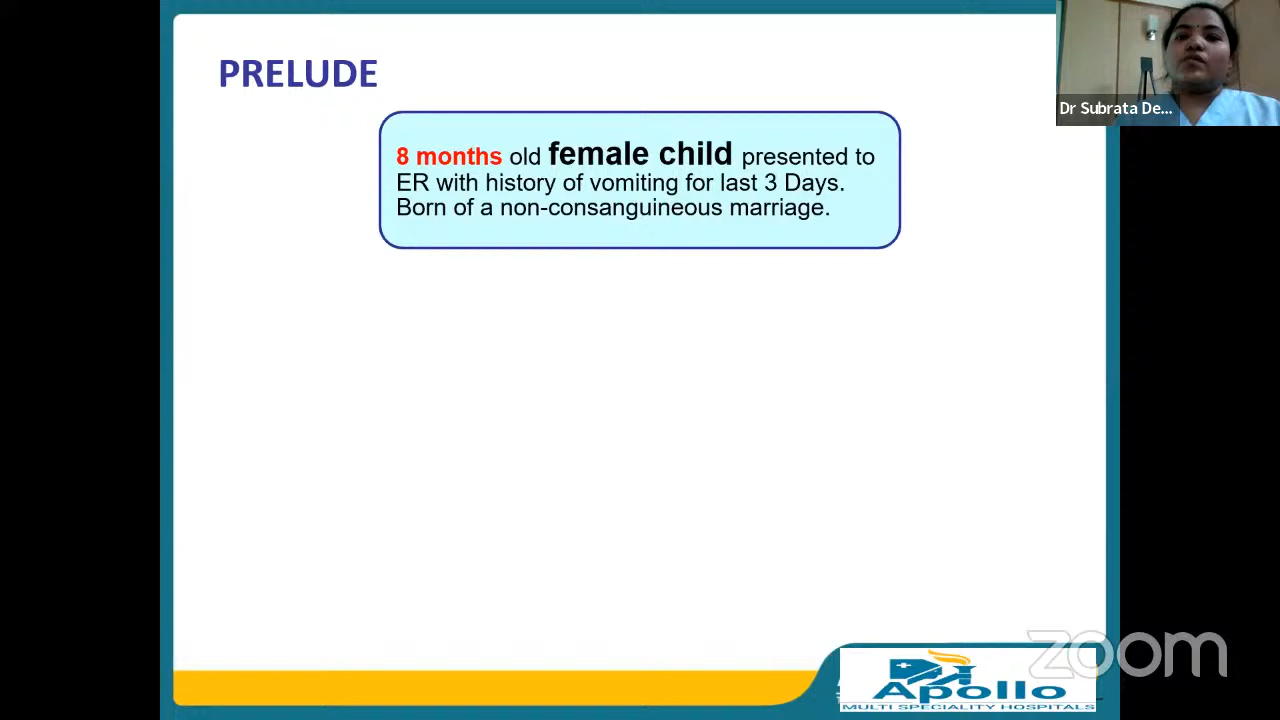 PRELUDE
Dr Subrata De...
8 months old female child presented to
ER with history of vomiting for last 3 Days.
Born of a non-consanguineous marriage.
zoom
Apollo
MULTI SPECIALITY HOSPITALS